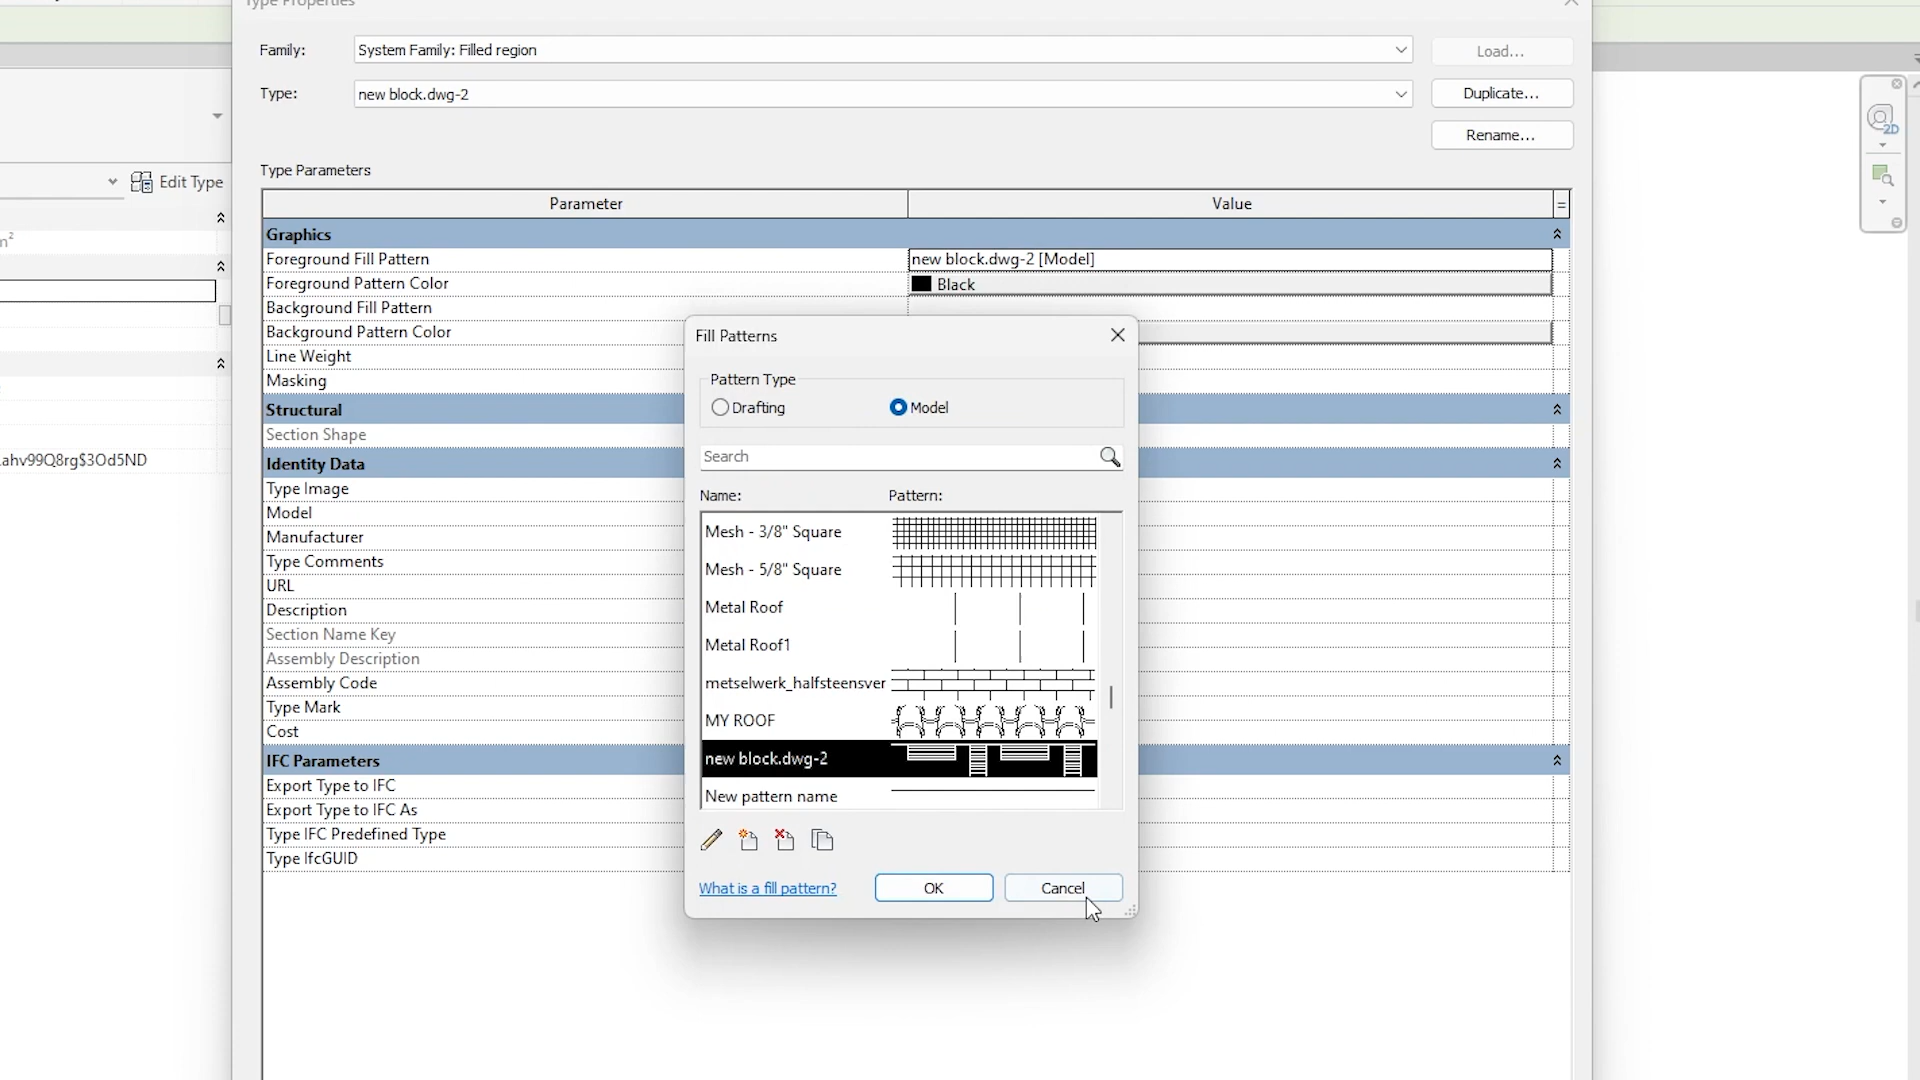 Type Properties
Family:
System Family: Filled region
Load...
Type:
new block.dwg-2
Duplicate...
Rename...
Type Parameters
Edit Type
Parameter
Value
=
m²
Graphics
Foreground Fill Pattern
new block.dwg-2 [Model]
Foreground Pattern Color
Black
Background Fill Pattern
Background Pattern Color
Line Weight
Masking
Structural
Section Shape
Identity Data
ahv99Q8rg$3Od5ND
Type Image
Model
Manufacturer
Type Comments
URL
Description
Section Name Key
Assembly Description
Assembly Code
Type Mark
Cost
IFC Parameters
Export Type to IFC
Export Type to IFC As
Type IFC Predefined Type
Type IfcGUID
Fill Patterns
Pattern Type
Drafting
Model
Search
Name:
Pattern:
Mesh - 3/8" Square
Mesh - 5/8" Square
Metal Roof
Metal Roof1
metselwerk_halfsteensver
MY ROOF
new block.dwg-2
New pattern name
What is a fill pattern?
OK
Cancel
2D